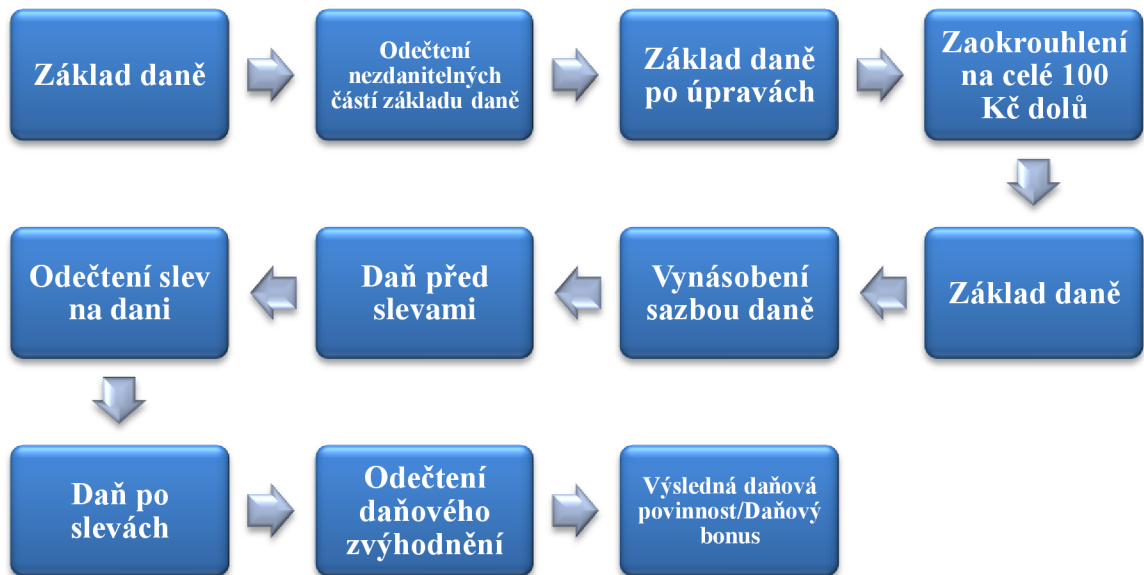 Základ daně
Odečtení
nezdanitelných
částí základu daně
Základ daně
po úpravách
Zaokrouhlení
na celé 100
Kč dolů
Základ daně
Vynásobení
sazbou daně
Daň před
slevami
Odečtení slev
na dani
Daň po
slevách
Odečtení
daňového
zvýhodnění
Výsledná daňová
povinnost/Daňový
bonus